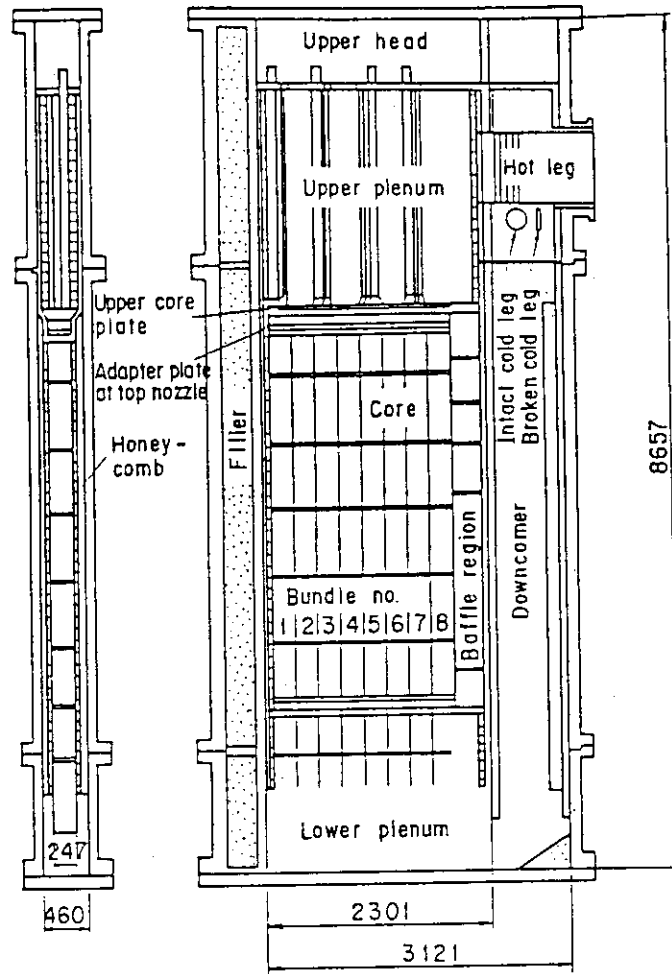 Upper head
Hot leg
Upper plenum
Upper core
plate
Adapter plate
at top nozzle
Core
Honey-
comb
Filler
Intact cold leg
Broken cold leg
8657
Downcomer
Baffle region
Bundle no.
1 2 3 4 5 6 7 8
Lower plenum
247
460
2301
3121